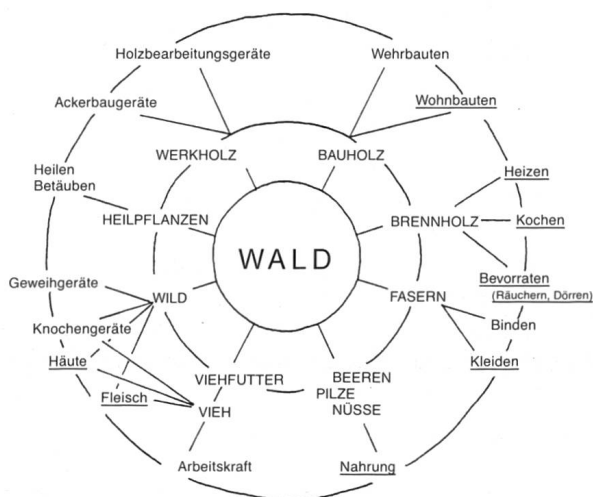 Holzbearbeitungsgeräte
Wehrbauten
Ackerbaugeräte
Wohnbauten
WERKHOLZ
BAUHOLZ
Heilen
Betäuben
Heizen
HEILPFLANZEN
BRENNHOLZ
Kochen
WALD
Geweihgeräte
WILD
FASERN
Bevorraten
(Räuchern, Dörren)
Knochengeräte
Binden
Häute
Kleiden
Fleisch
VIEHFUTTER
VIEH
BEEREN
PILZE
NÜSSE
Arbeitskraft
Nahrung